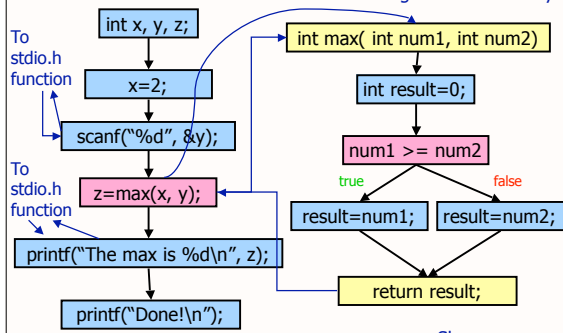 int x, y, z;
To
stdio.h
function
x=2;
scanf(“%d”, &y);
To
stdio.h
function
z=max(x, y);
printf(“The max is %d\n”, z);
printf(“Done!\n”);
int max( int num1, int num2)
int result=0;
num1 >= num2
true
false
result=num1;
result=num2;
return result;